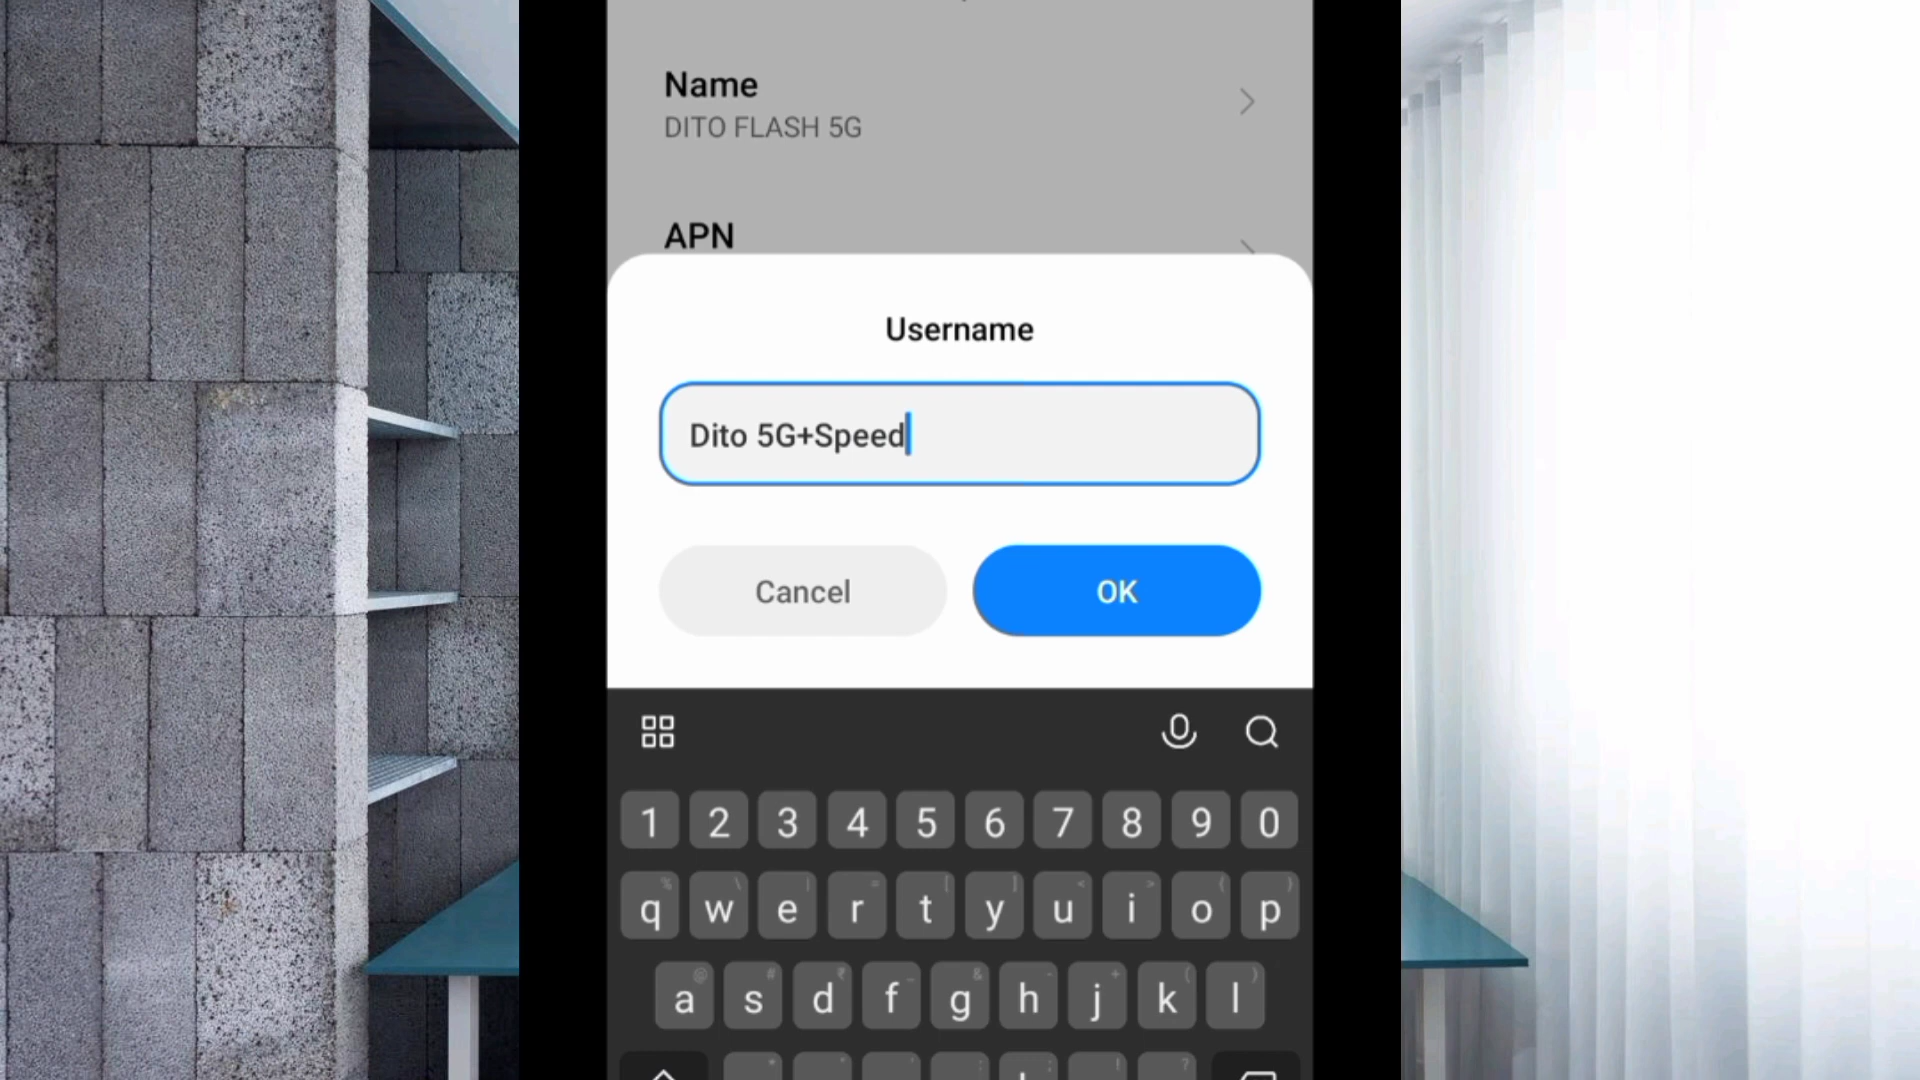 Name
DITO FLASH 5G
APN
Username
Dito 5G+Speed
Cancel
OK
1 2 3 4 5 6 7 8 9 0
q w e r t y u i o p
a s d f g h j k l